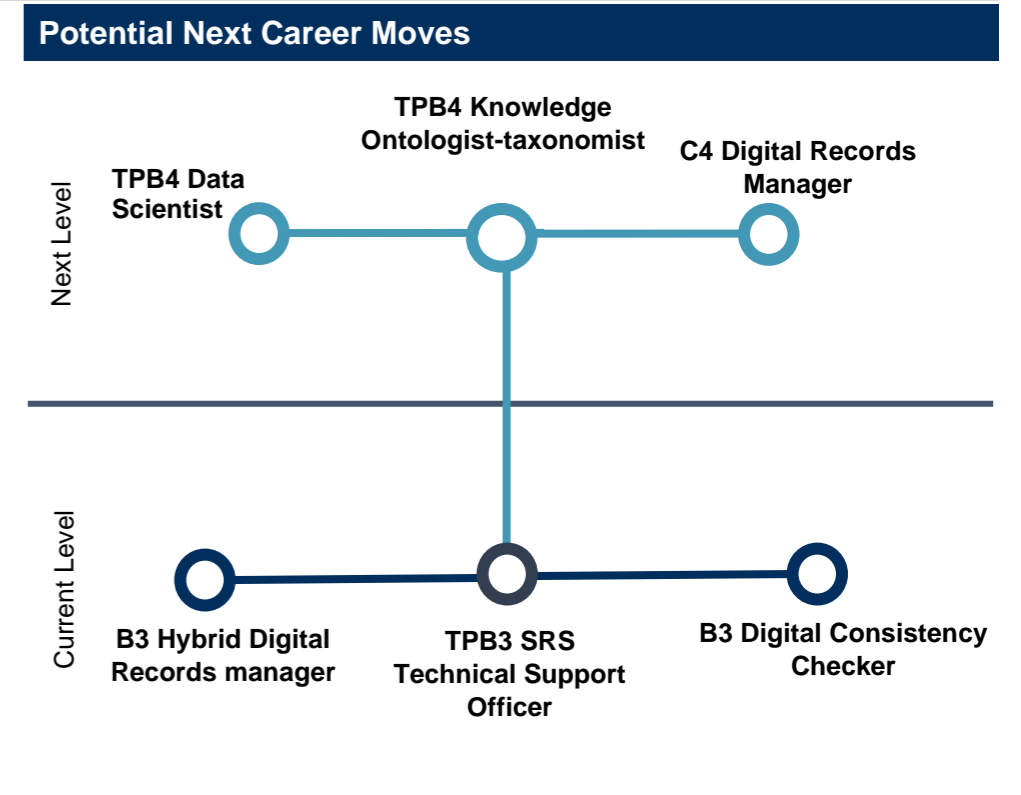 Potential Next Career Moves
TPB4 Knowledge
Ontologist-taxonomist
C4 Digital Records
Manager
TPB4 Data
Scientist
Next Level
Current Level
B3 Hybrid Digital
Records manager
TPB3 SRS
Technical Support
Officer
B3 Digital Consistency
Checker